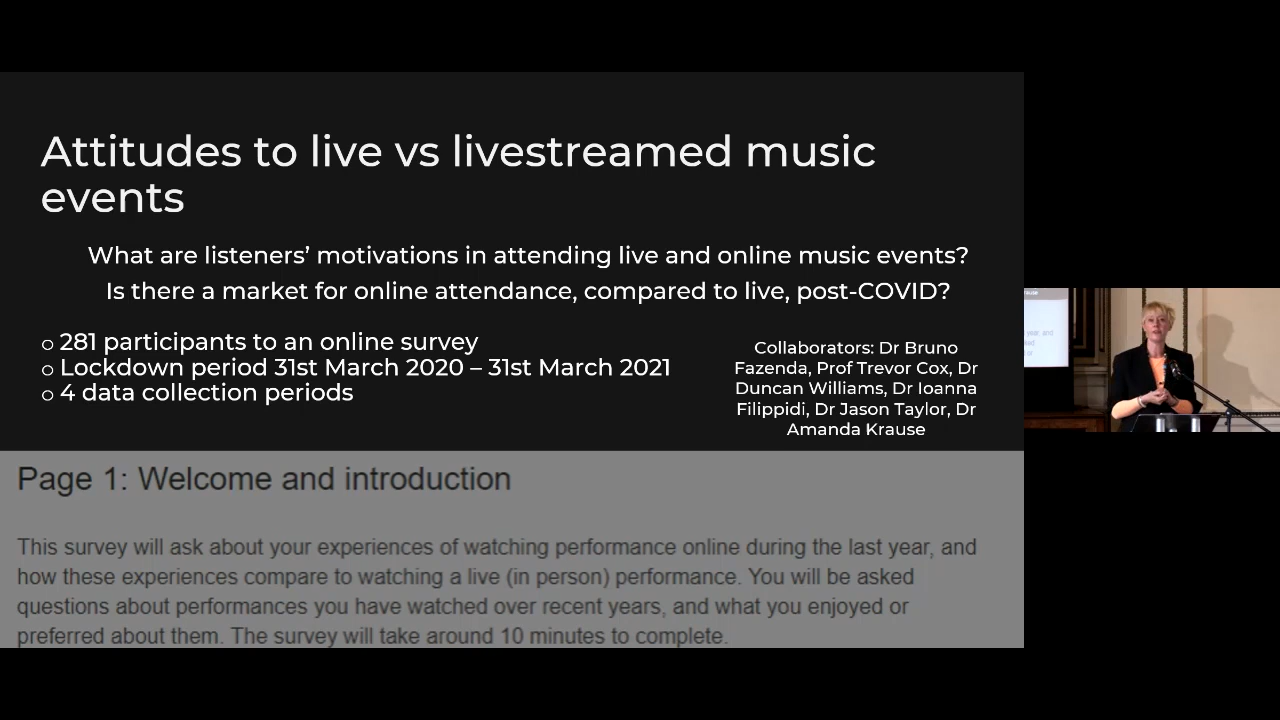 Attitudes to live vs livestreamed music
events
What are listeners’ motivations in attending live and online music events?
Is there a market for online attendance, compared to live, post-COVID?
o 281 participants to an online survey
o Lockdown period 31st March 2020 – 31st March 2021
o 4 data collection periods
Collaborators: Dr Bruno
Fazenda, Prof Trevor Cox, Dr
Duncan Williams, Dr Ioanna
Filippidi, Dr Jason Taylor, Dr
Amanda Krause
Page 1: Welcome and introduction
This survey will ask about your experiences of watching performance online during the last year, and
how these experiences compare to watching a live (in person) performance. You will be asked
questions about performances you have watched over recent years, and what you enjoyed or
preferred about them. The survey will take around 10 minutes to complete.